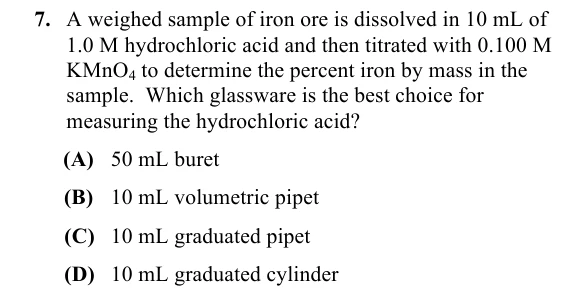 7. A weighed sample of iron ore is dissolved in 10 mL of
1.0 M hydrochloric acid and then titrated with 0.100 M
KMnO₄ to determine the percent iron by mass in the
sample. Which glassware is the best choice for
measuring the hydrochloric acid?
(A) 50 mL buret
(B) 10 mL volumetric pipet
(C) 10 mL graduated pipet
(D) 10 mL graduated cylinder